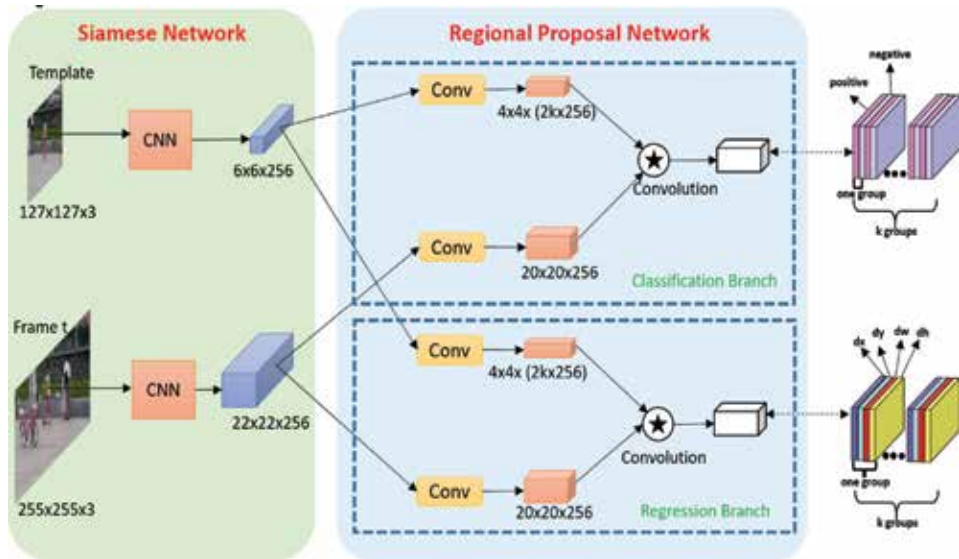 Siamese Network
Template
CNN
6x6x256
127x127x3
Frame t
CNN
22x22x256
255x255x3
Regional Proposal Network
Conv
4x4x (2kx256)
Convolution
Conv
20x20x256
Classification Branch
Conv
4x4x (2kx256)
Convolution
Conv
20x20x256
Regression Branch
negative
positive
one group
k groups
dx
dy
dw
dh
one group
k groups